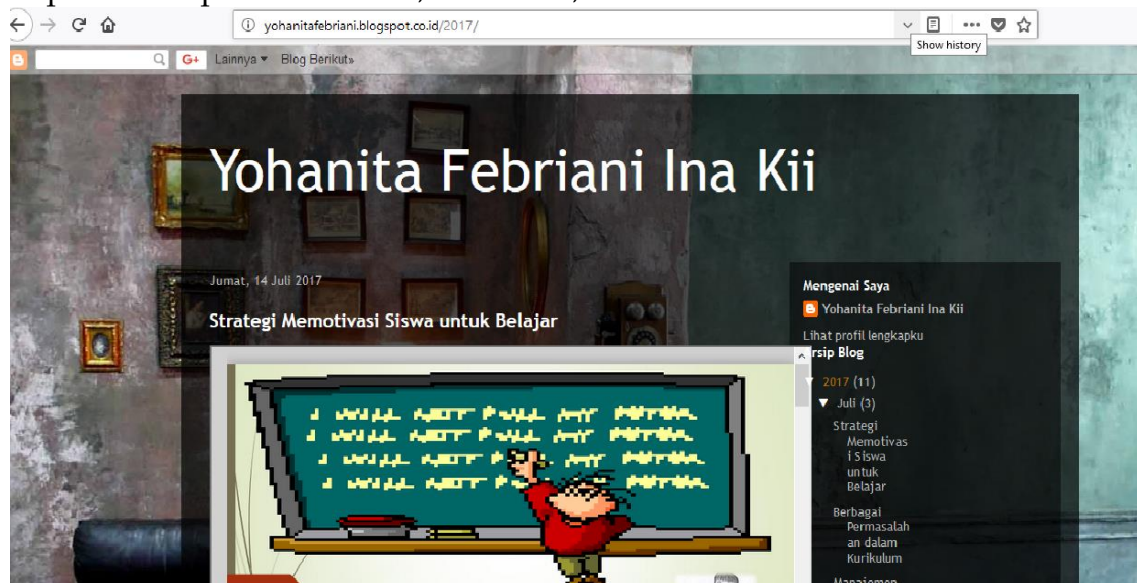 yohanitafebriani.blogspot.co.id/2017/
Show history
G+ Lainnya Blog Berikut»
Yohanita Febriani Ina Kii
Jumat, 14 Juli 2017
Strategi Memotivasi Siswa untuk Belajar
Mengenai Saya
Yohanita Febriani Ina Kii
Lihat profil lengkapku
rsip Blog
2017 (11)
Juli (3)
Strategi
Memotivas
i Siswa
untuk
Belajar
Berbagai
Permasalah
an dalam
Kurikulum
Manajemen